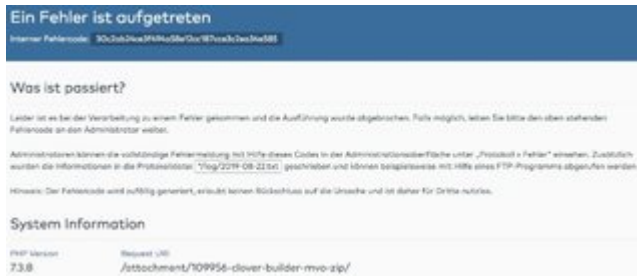 Ein Fehler ist aufgetreten
Interner Fehlercode:
Was ist passiert?
Leider ist es bei der Verarbeitung zu einem Fehler gekommen und die Ausführung wurde abgebrochen. Falls möglich, leiten Sie bitte den oben stehenden
Fehlercode an den Administrator weiter.
Administratoren können die vollständige Fehlermeldung mit Hilfe dieses Codes in der Administrationsoberfläche unter „Protokoll » Fehler“ einsehen. Zusätzlich
wurden die Informationen in die Protokolldatei "/log/2019-08-22.txt" geschrieben und können beispielsweise mit Hilfe eines FTP-Programms abgerufen werden.
Hinweis: Der Fehlercode wird zufällig generiert, erlaubt keinen Rückschluss auf die Ursache und ist daher für Dritte nutzlos.
System Information
PHP Version
Request URI
7.3.8
/attachment/109956-clover-builder-mvo-zip/